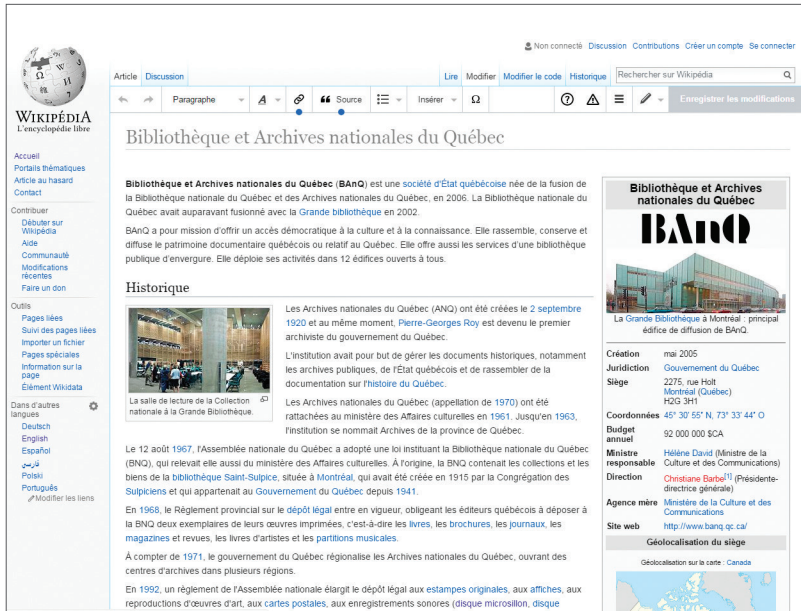 Non connecté Discussion Contributions Créer un compte Se connecter
Article Discussion Lire Modifier Modifier le code Historique Rechercher sur Wikipédia
Paragraphe A Source Insérer Ω Enregistrer les modifications
WIKIPÉDIA
L'encyclopédie libre
Accueil
Portails thématiques
Article au hasard
Contact
Contribuer
Débuter sur
Wikipédia
Aide
Communauté
Modifications
récentes
Faire un don
Outils
Pages liées
Suivi des pages liées
Importer un fichier
Pages spéciales
Information sur la
page
Élément Wikidata
Dans d'autres
langues
Deutsch
English
Español
فارسی
Polski
Português
Modifier les liens
Bibliothèque et Archives nationales du Québec
Bibliothèque et Archives nationales du Québec (BAnQ) est une société d'État québécoise née de la fusion de
la Bibliothèque nationale du Québec et des Archives nationales du Québec, en 2006. La Bibliothèque nationale du
Québec avait auparavant fusionné avec la Grande bibliothèque en 2002.
BAnQ a pour mission d'offrir un accès démocratique à la culture et à la connaissance. Elle rassemble, conserve et
diffuse le patrimoine documentaire québécois ou relatif au Québec. Elle offre aussi les services d'une bibliothèque
publique d'envergure. Elle déploie ses activités dans 12 édifices ouverts à tous.
Historique
La salle de lecture de la Collection
nationale à la Grande Bibliothèque.
Les Archives nationales du Québec (ANQ) ont été créées le 2 septembre
1920 et au même moment, Pierre-Georges Roy est devenu le premier
archiviste du gouvernement du Québec.
L'institution avait pour but de gérer les documents historiques, notamment
les archives publiques, de l'État québécois et de rassembler de la
documentation sur l'histoire du Québec.
Les Archives nationales du Québec (appellation de 1970) ont été
rattachées au ministère des Affaires culturelles en 1961. Jusqu'en 1963,
l'institution se nommait Archives de la province de Québec.
Le 12 août 1967, l'Assemblée nationale du Québec a adopté une loi instituant la Bibliothèque nationale du Québec
(BNQ), qui relevait elle aussi du ministère des Affaires culturelles. À l'origine, la BNQ contenait les collections et les
biens de la bibliothèque Saint-Sulpice, située à Montréal, qui avait été créée en 1915 par la Congrégation des
Sulpiciens et qui appartenait au Gouvernement du Québec depuis 1941.
En 1968, le Règlement provincial sur le dépôt légal entre en vigueur, obligeant les éditeurs québécois à déposer à
la BNQ deux exemplaires de leurs œuvres imprimées, c'est-à-dire les livres, les brochures, les journaux, les
magazines et revues, les livres d'artistes et les partitions musicales.
À compter de 1971, le gouvernement du Québec régionalise les Archives nationales du Québec, ouvrant des
centres d'archives dans plusieurs régions.
En 1992, un règlement de l'Assemblée nationale élargit le dépôt légal aux estampes originales, aux affiches, aux
reproductions d'œuvres d'art, aux cartes postales, aux enregistrements sonores (disque microsillon, disque
Bibliothèque et Archives
nationales du Québec
BAnQ
La Grande Bibliothèque à Montréal : principal
édifice de diffusion de BAnQ.
Création mai 2005
Juridiction Gouvernement du Québec
Siège 2275, rue Holt
Montréal (Québec)
H2G 3H1
Coordonnées 45° 30′ 55″ N, 73° 33′ 44″ O
Budget
annuel 92 000 000 $CA
Ministre
responsable Hélène David (Ministre de la
Culture et des Communications)
Direction Christiane Barbe[1] (Présidente-
directrice générale)
Agence mère Ministère de la Culture et des
Communications
Site web http://www.banq.qc.ca/
Géolocalisation du siège
Géolocalisation sur la carte : Canada